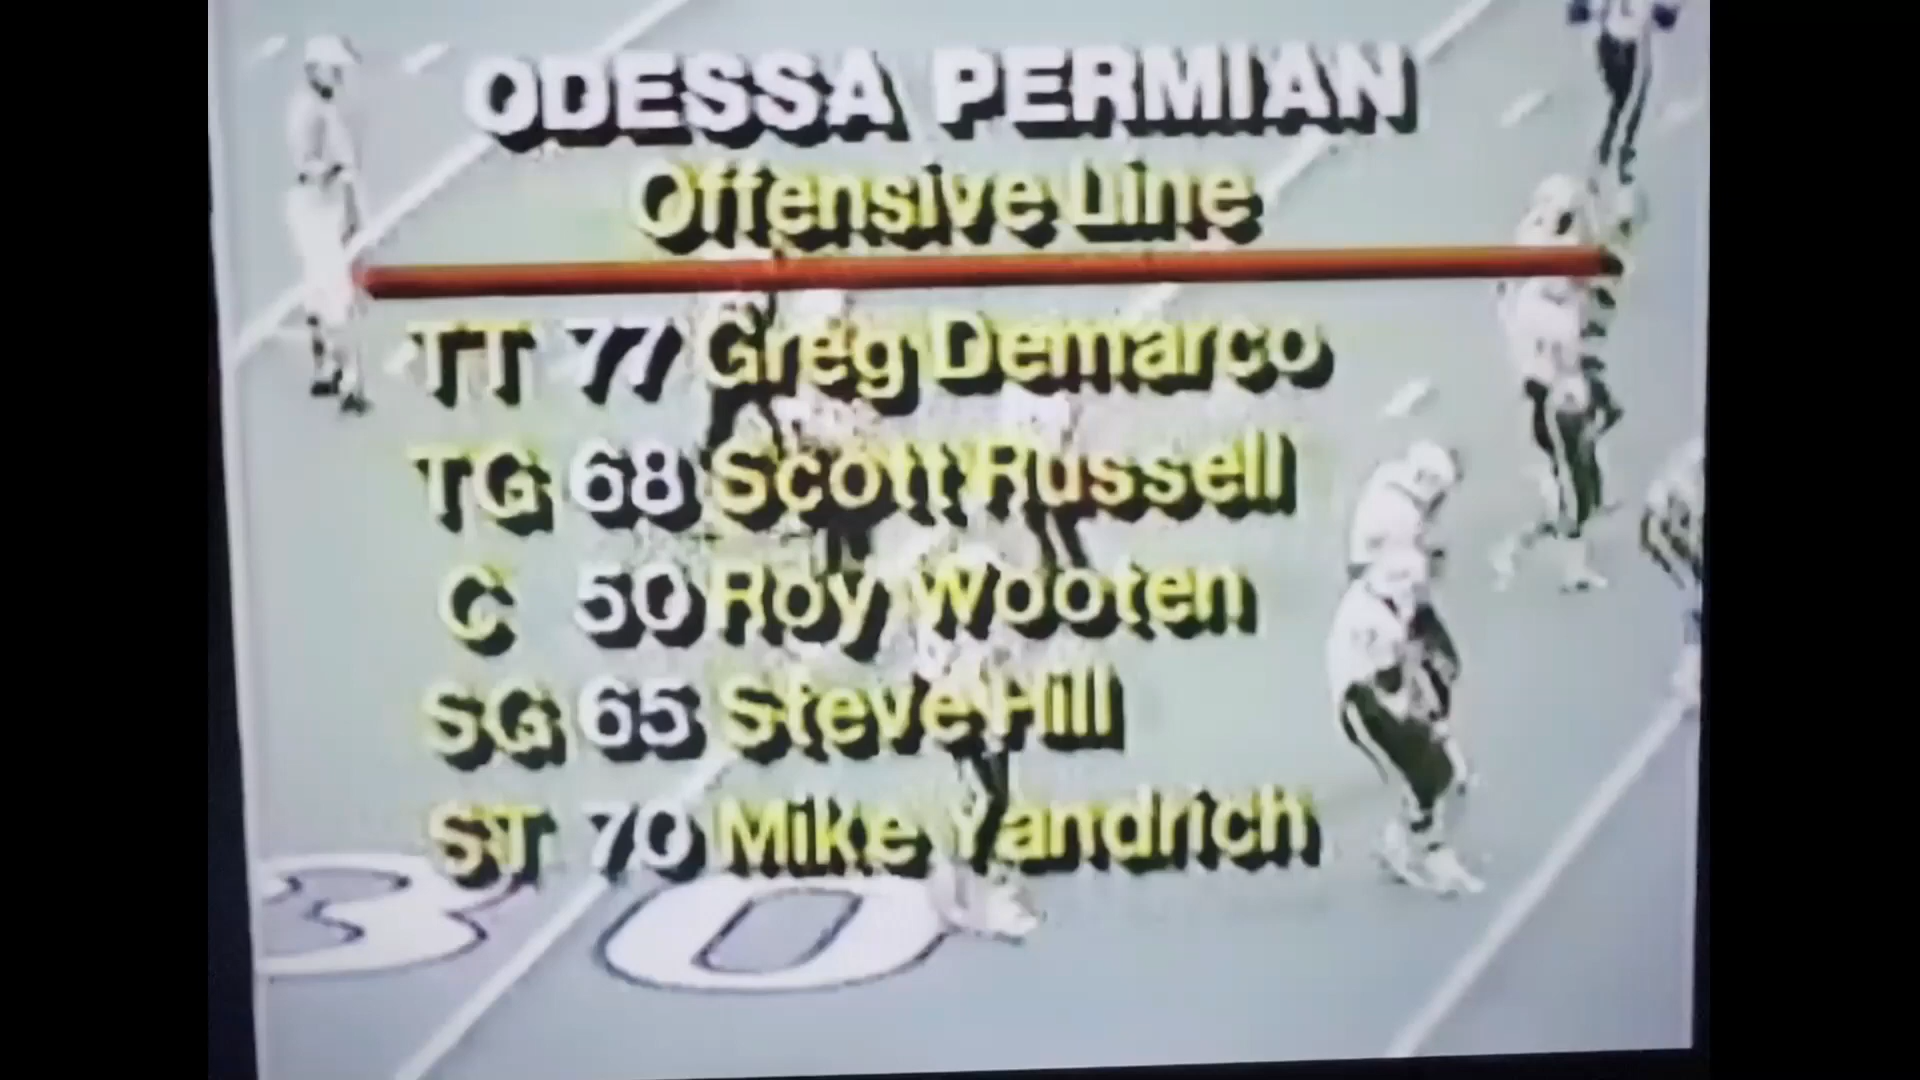 ODESSA PERMIAN
Offensive Line
TT 77 Greg Demarco
TG 68 Scott Russell
C 50 Roy Wooten
SG 65 Steve Hill
ST 70 Mike Yandrich
30